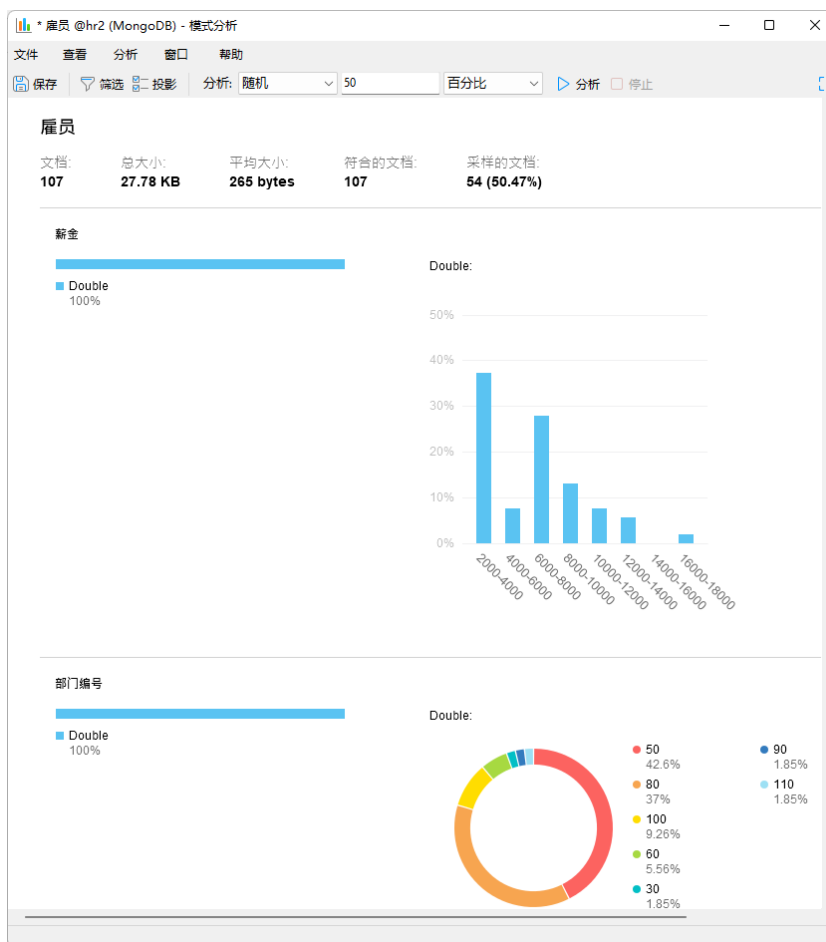 * 雇员 @hr2 (MongoDB) - 模式分析
文件 查看 分析 窗口 帮助
保存 筛选 投影 分析: 随机 50 百分比 分析 停止
雇员
文档: 总大小: 平均大小: 符合的文档: 采样的文档:
107 27.78 KB 265 bytes 107 54 (50.47%)
薪金
Double
100%
Double:
50%
40%
30%
20%
10%
0%
2000-4000
4000-6000
6000-8000
8000-10000
10000-12000
12000-14000
14000-16000
16000-18000
部门编号
Double
100%
Double:
50
42.6%
80
37%
100
9.26%
60
5.56%
30
1.85%
90
1.85%
110
1.85%